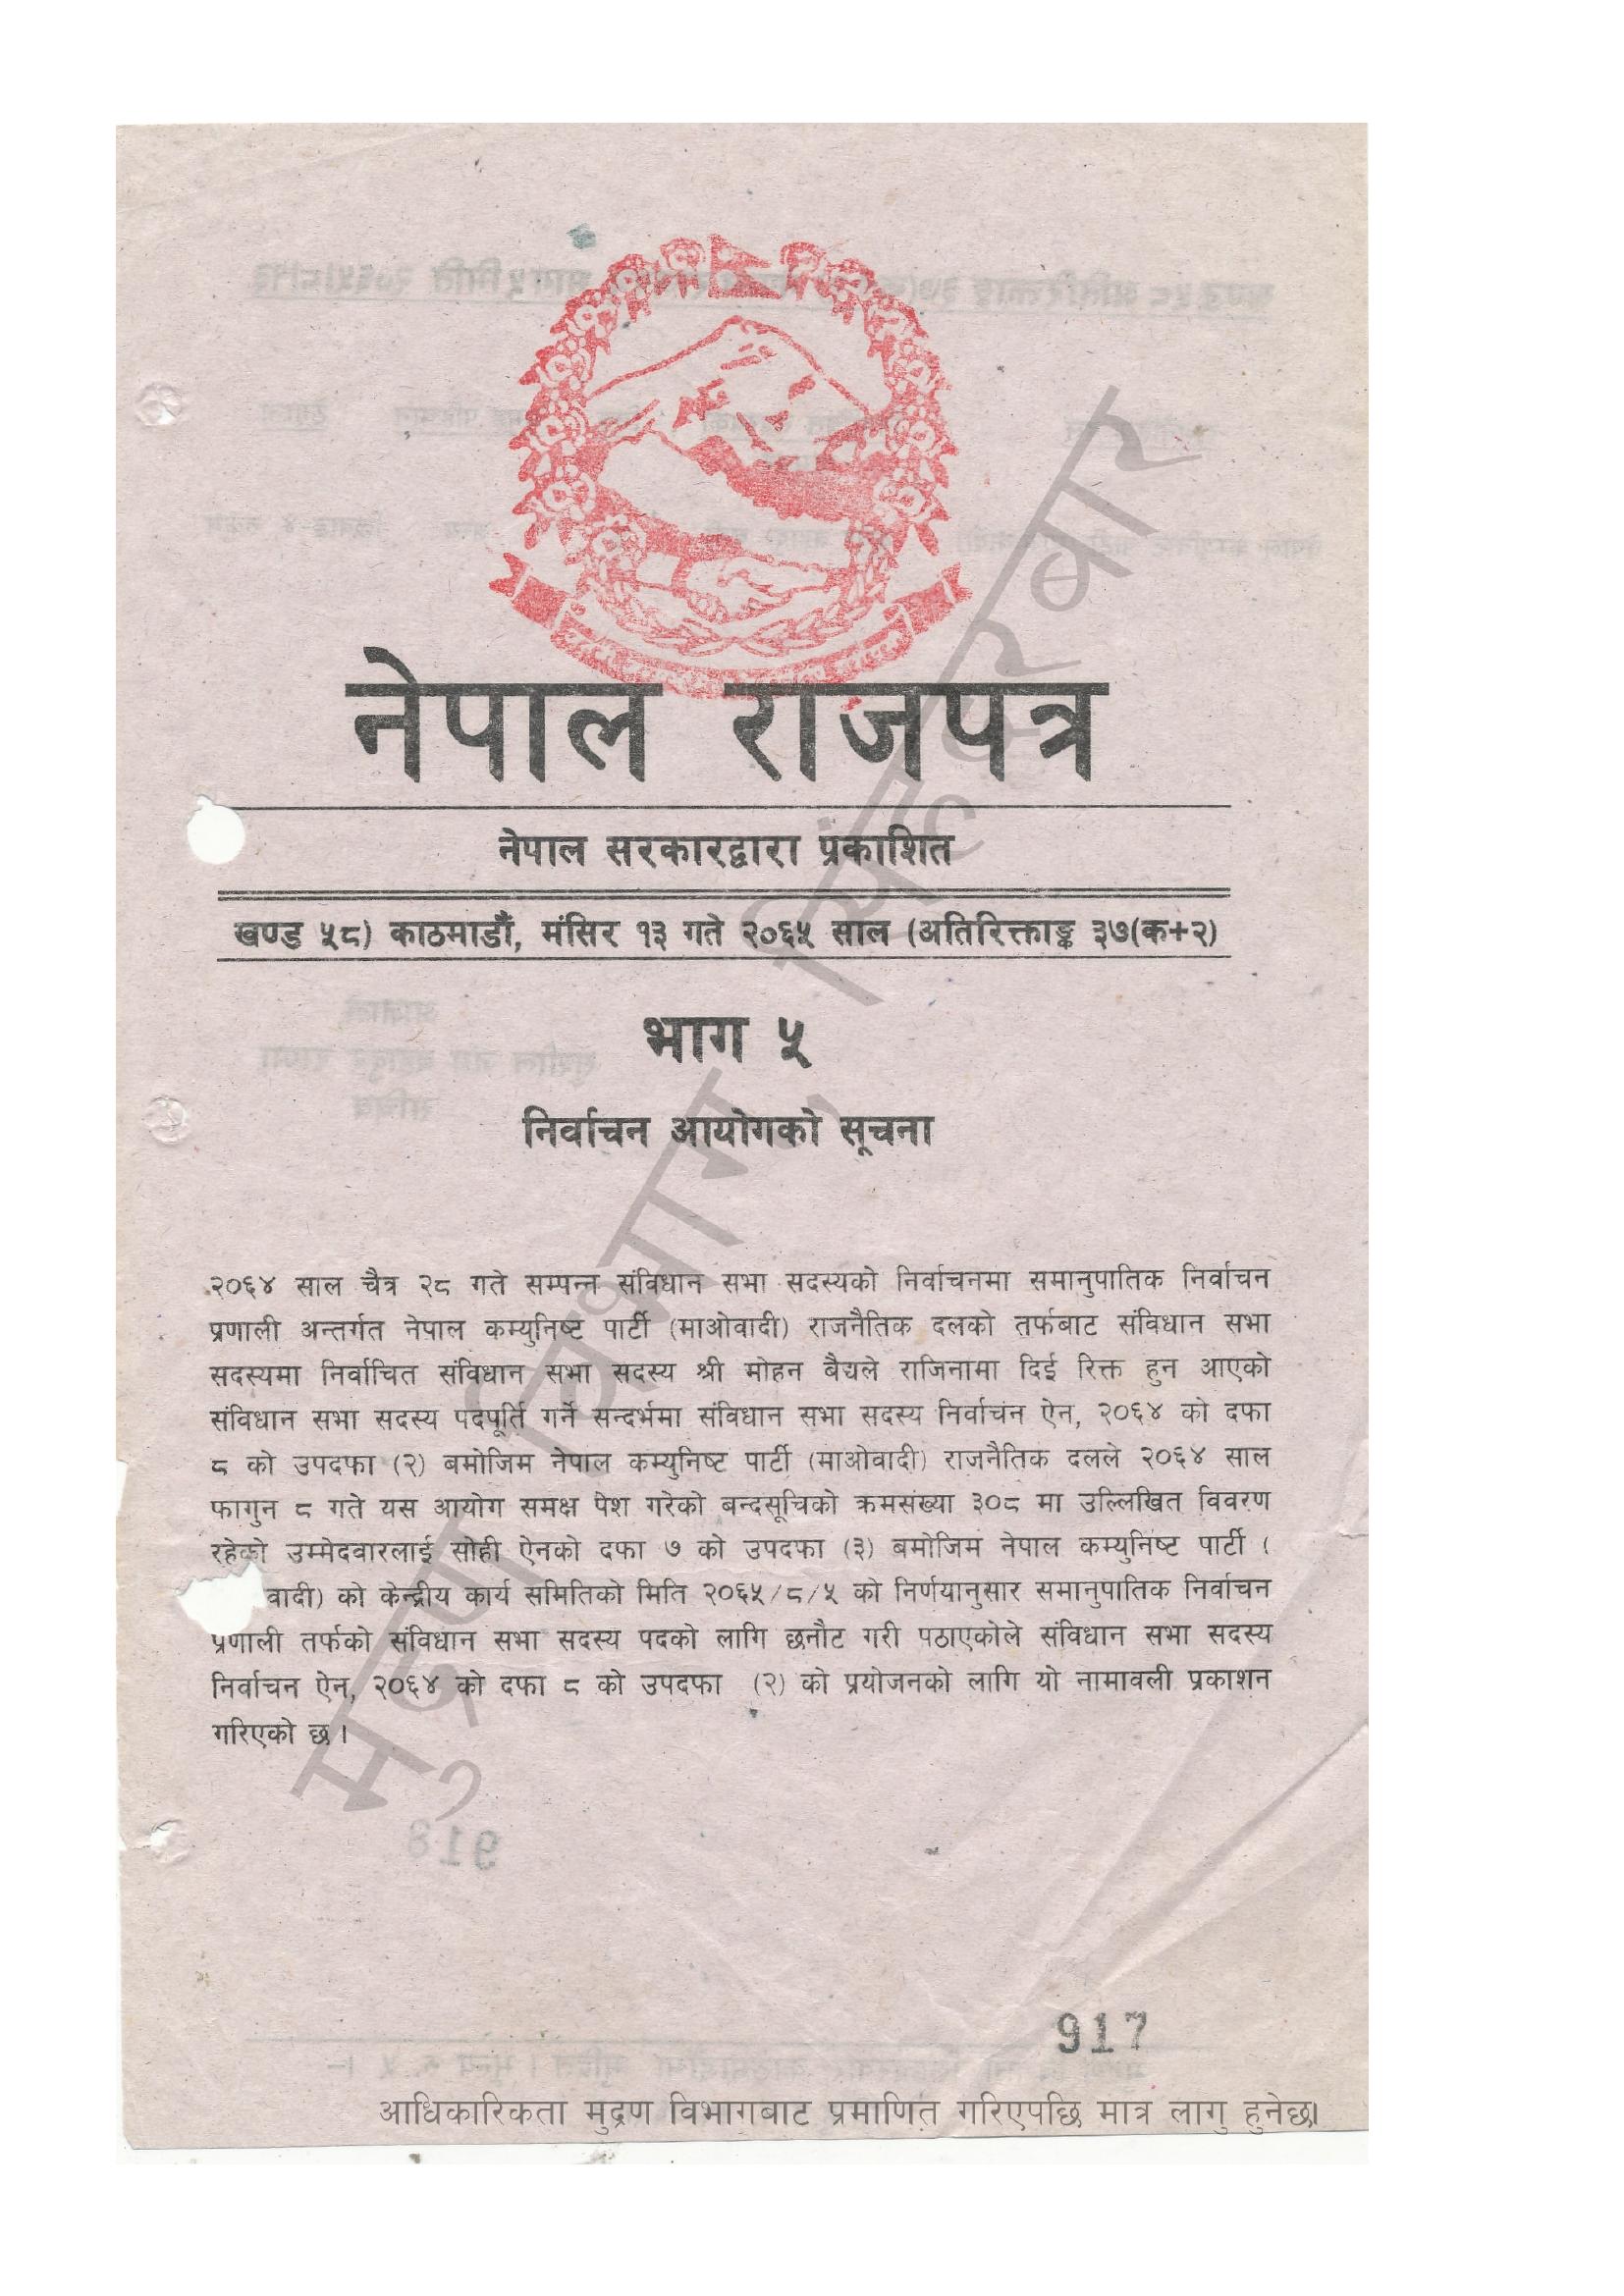 नेपाल राजपत्र
नेपाल सरकारद्वारा प्रकाशित
खण्ड ५८) काठमाडौं, मंसिर १३ गते २०६५ साल (अतिरिक्ताङ्क ३७(क+२)
भाग ५
निर्वाचन आयोगको सूचना
२०६४ साल चैत्र २८ गते सम्पन्न संविधान सभा सदस्यको निर्वाचनमा समानुपातिक निर्वाचन
प्रणाली अन्तर्गत नेपाल कम्युनिष्ट पार्टी (माओवादी) राजनैतिक दलको तर्फबाट संविधान सभा
सदस्यमा निर्वाचित संविधान सभा सदस्य श्री मोहन बैद्यले राजिनामा दिई रिक्त हुन आएको
संविधान सभा सदस्य पदपूर्ति गर्ने सन्दर्भमा संविधान सभा सदस्य निर्वाचन ऐन, २०६४ को दफा
८ को उपदफा (२) बमोजिम नेपाल कम्युनिष्ट पार्टी (माओवादी) राजनैतिक दलले २०६४ साल
फागुन ८ गते यस आयोग समक्ष पेश गरेको बन्दसूचिको क्रमसंख्या ३०८ मा उल्लिखित विवरण
रहेको उम्मेदवारलाई सोही ऐनको दफा ७ को उपदफा (३) बमोजिम नेपाल कम्युनिष्ट पार्टी (
वादी) को केन्द्रीय कार्य समितिको मिति २०६५/८/५ को निर्णयानुसार समानुपातिक निर्वाचन
प्रणाली तर्फको संविधान सभा सदस्य पदको लागि छनौट गरी पठाएकोले संविधान सभा सदस्य
निर्वाचन ऐन, २०६४ को दफा ८ को उपदफा (२) को प्रयोजनको लागि यो नामावली प्रकाशन
गरिएको छ।
मुद्रण विभाग, सिंहदरबार
917
आधिकारिकता मुद्रण विभागबाट प्रमाणित गरिएपछि मात्र लागु हुनेछ।